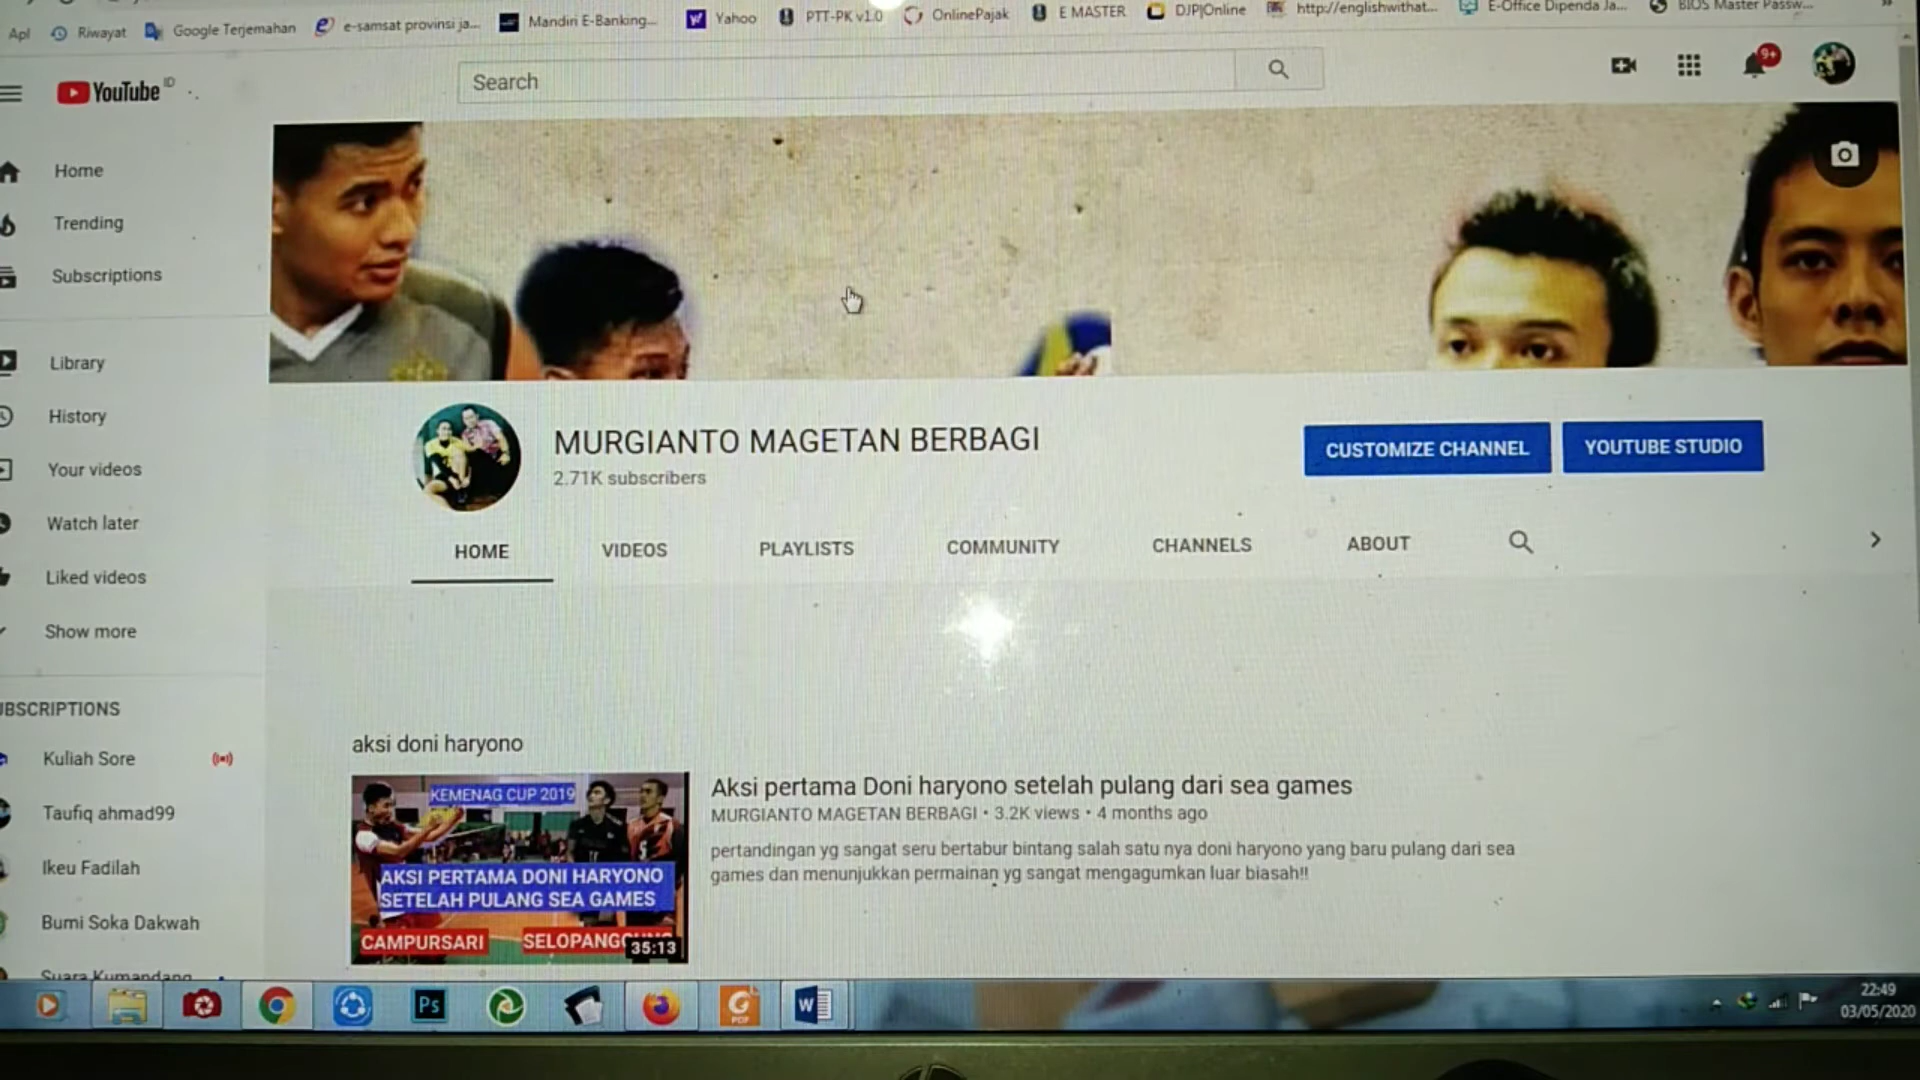 Apl Riwayat Google Terjemahan e-samsat provinsi ja... Mandiri E-Banking... Yahoo PTT-PK v1.0 OnlinePajak E MASTER DJP|Online http://englishwithat... E-Office Dipenda Ja... BIOS Master Passw...
YouTube ID
Search
9+
Home
Trending
Subscriptions
Library
History
Your videos
Watch later
Liked videos
Show more
UBSCRIPTIONS
Kuliah Sore
Taufiq ahmad99
Ikeu Fadilah
Bumi Soka Dakwah
Suara Kumandang
MURGIANTO MAGETAN BERBAGI
2.71K subscribers
CUSTOMIZE CHANNEL
YOUTUBE STUDIO
HOME VIDEOS PLAYLISTS COMMUNITY CHANNELS ABOUT
aksi doni haryono
KEMENAG CUP 2019
AKSI PERTAMA DONI HARYONO
SETELAH PULANG SEA GAMES
CAMPURSARI
35:13
Aksi pertama Doni haryono setelah pulang dari sea games
MURGIANTO MAGETAN BERBAGI • 3.2K views • 4 months ago
pertandingan yg sangat seru bertabur bintang salah satu nya doni haryono yang baru pulang dari sea
games dan menunjukkan permainan yg sangat mengagumkan luar biasah!!
Ps
G
PDF
W
22:49
03/05/2020